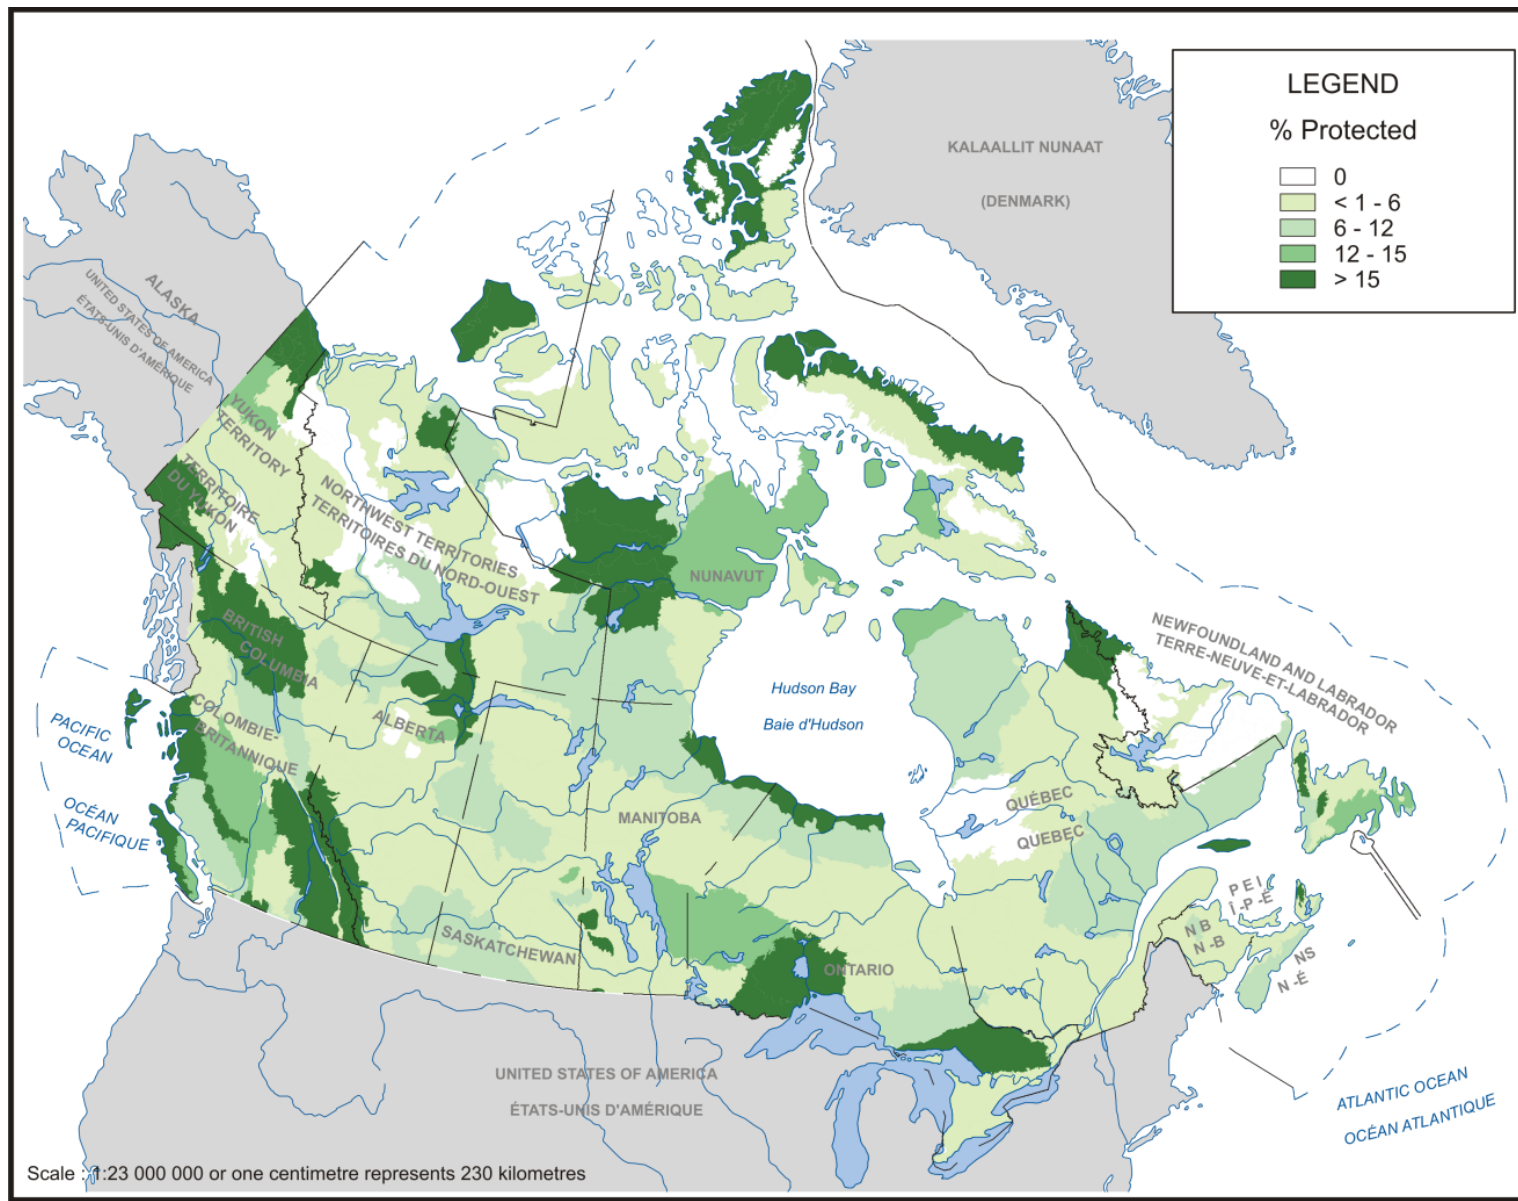 LEGEND
% Protected
0
< 1 - 6
6 - 12
12 - 15
> 15
KALAALLIT NUNAAT
(DENMARK)
ALASKA
UNITED STATES OF AMERICA
ÉTATS-UNIS D'AMÉRIQUE
YUKON
TERRITORY
TERRITOIRE
DU YUKON
NORTHWEST TERRITORIES
TERRITOIRES DU NORD-OUEST
NUNAVUT
BRITISH
COLUMBIA
COLOMBIE-
BRITANNIQUE
ALBERTA
SASKATCHEWAN
MANITOBA
ONTARIO
Hudson Bay
Baie d'Hudson
QUÉBEC
QUEBEC
NEWFOUNDLAND AND LABRADOR
TERRE-NEUVE-ET-LABRADOR
P E I
Î -P -É
N B
N -B
NS
N -É
PACIFIC
OCEAN
OCÉAN
PACIFIQUE
UNITED STATES OF AMERICA
ÉTATS-UNIS D'AMÉRIQUE
ATLANTIC OCEAN
OCÉAN ATLANTIQUE
Scale : 1:23 000 000 or one centimetre represents 230 kilometres